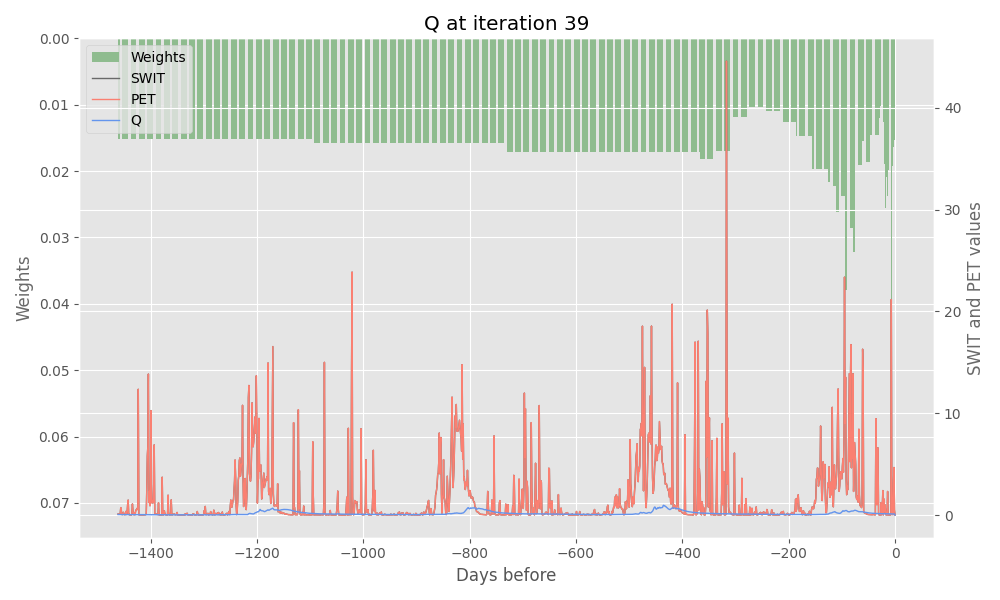 Q at iteration 39
0.00
0.01
0.02
0.03
0.04
0.05
0.06
0.07
Weights
Weights
SWIT
PET
Q
40
30
20
10
0
SWIT and PET values
−1400
−1200
−1000
−800
−600
−400
−200
0
Days before